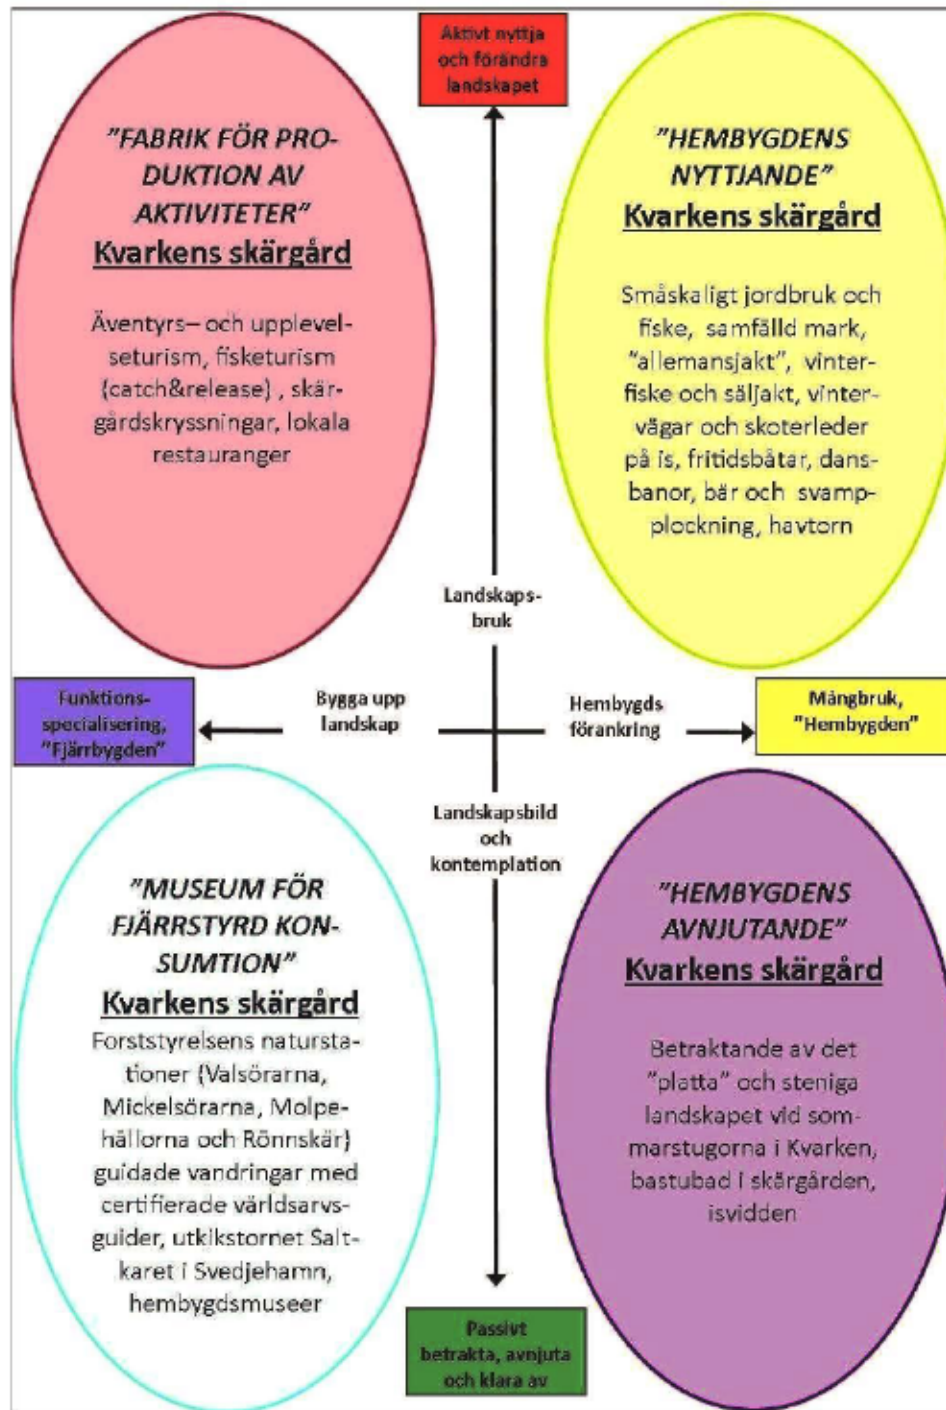 Aktivt nyttja
och förändra
landskapet
"FABRIK FÖR PRO-
DUKTION AV
AKTIVITETER"
Kvarkens skärgård
Äventyrs– och upplevel-
seturism, fisketurism
(catch&release) , skär-
gårdskryssningar, lokala
restauranger
"HEMBYGDENS
NYTTJANDE"
Kvarkens skärgård
Småskaligt jordbruk och
fiske, samfälld mark,
"allemansjakt", vinter-
fiske och säljakt, vinter-
vägar och skoterleder
på is, fritidsbåtar, dans-
banor, bär och svamp-
plockning, havtorn
Landskaps-
bruk
Funktions-
specialisering,
"Fjärrbygden"
Bygga upp
landskap
Hembygds
förankring
Mångbruk,
"Hembygden"
Landskapsbild
och
kontemplation
"MUSEUM FÖR
FJÄRRSTYRD KON-
SUMTION"
Kvarkens skärgård
Forststyrelsens natursta-
tioner (Valsörarna,
Mickelsörarna, Molpe-
hällorna och Rönnskär)
guidade vandringar med
certifierade världsarvs-
guider, utkikstornet Salt-
karet i Svedjehamn,
hembygdsmuseer
"HEMBYGDENS
AVNJUTANDE"
Kvarkens skärgård
Betraktande av det
"platta" och steniga
landskapet vid som-
marstugorna i Kvarken,
bastubad i skärgården,
isvidden
Passivt
betrakta, avnjuta
och klara av